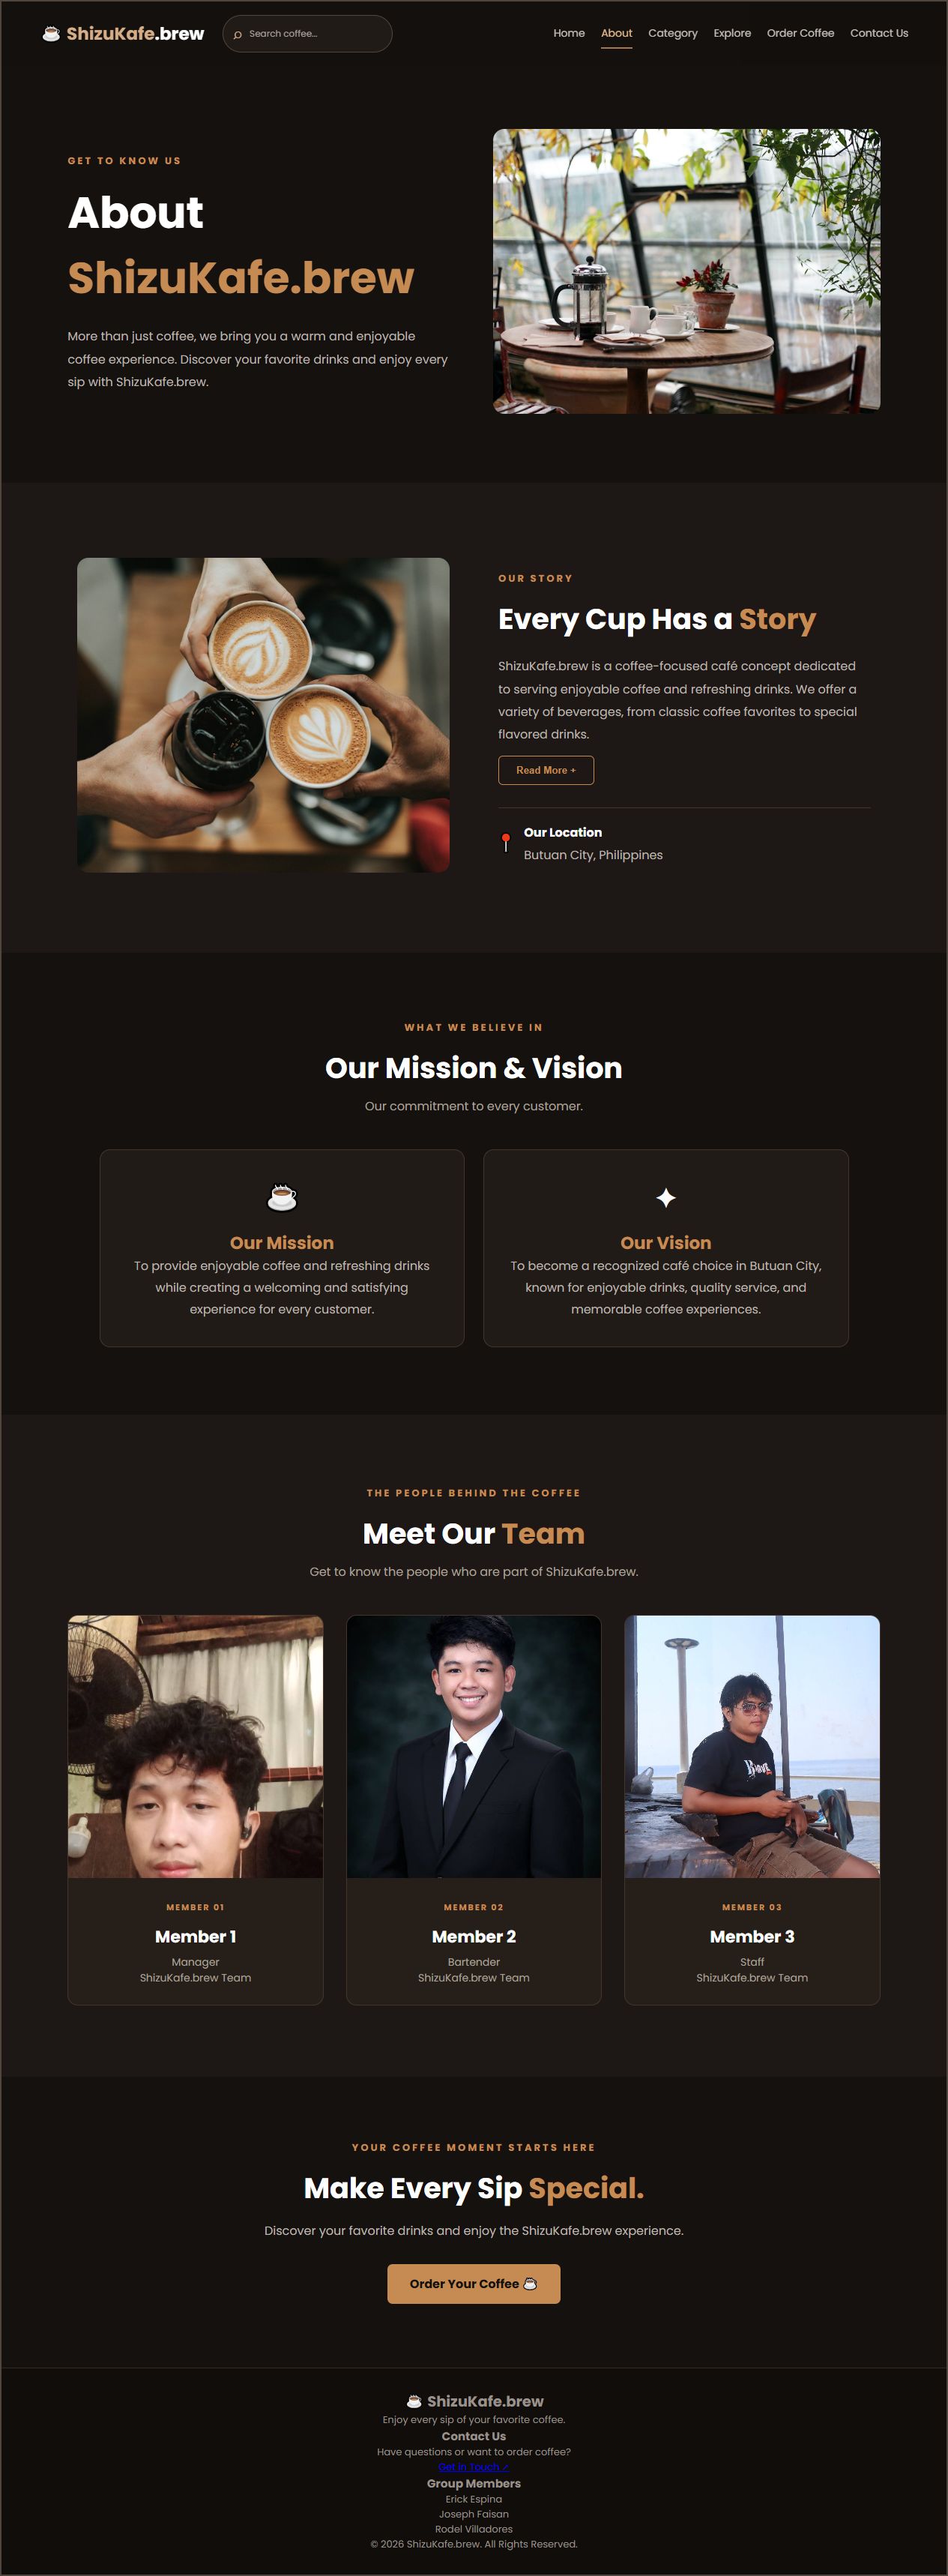 ☕ ShizuKafe.brew
Search coffee...
Home About Category Explore Order Coffee Contact Us
GET TO KNOW US
About
ShizuKafe.brew
More than just coffee, we bring you a warm and enjoyable
coffee experience. Discover your favorite drinks and enjoy every
sip with ShizuKafe.brew.
OUR STORY
Every Cup Has a Story
ShizuKafe.brew is a coffee-focused café concept dedicated
to serving enjoyable coffee and refreshing drinks. We offer a
variety of beverages, from classic coffee favorites to special
flavored drinks.
Read More +
Our Location
Butuan City, Philippines
WHAT WE BELIEVE IN
Our Mission & Vision
Our commitment to every customer.
Our Mission
To provide enjoyable coffee and refreshing drinks
while creating a welcoming and satisfying
experience for every customer.
Our Vision
To become a recognized café choice in Butuan City,
known for enjoyable drinks, quality service, and
memorable coffee experiences.
THE PEOPLE BEHIND THE COFFEE
Meet Our Team
Get to know the people who are part of ShizuKafe.brew.
MEMBER 01
Member 1
Manager
ShizuKafe.brew Team
MEMBER 02
Member 2
Bartender
ShizuKafe.brew Team
MEMBER 03
Member 3
Staff
ShizuKafe.brew Team
YOUR COFFEE MOMENT STARTS HERE
Make Every Sip Special.
Discover your favorite drinks and enjoy the ShizuKafe.brew experience.
Order Your Coffee ☕
☕ ShizuKafe.brew
Enjoy every sip of your favorite coffee.
Contact Us
Have questions or want to order coffee?
Get in Touch ↗
Group Members
Erick Espina
Joseph Faisan
Rodel Villadores
© 2026 ShizuKafe.brew. All Rights Reserved.